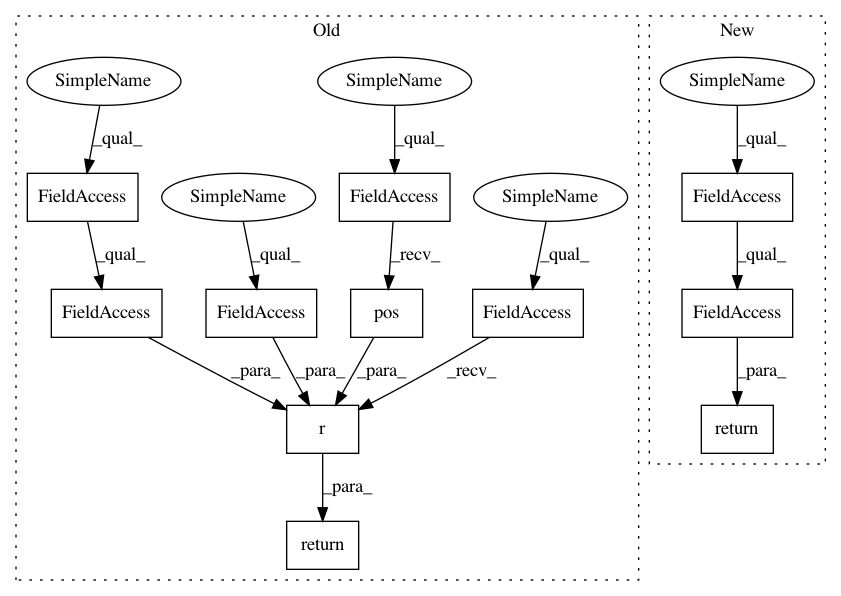 Old
New
SimpleName
SimpleName
SimpleName
_qual_
_qual_
_qual_
FieldAccess
SimpleName
FieldAccess
SimpleName
FieldAccess
_qual_
_qual_
_recv_
_qual_
_qual_
FieldAccess
FieldAccess
pos
FieldAccess
FieldAccess
_para_
_para_
_para_
_recv_
_para_
r
return
_para_
return